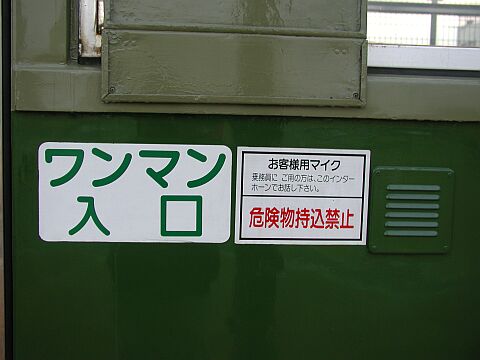 ワンマン
入口
お客様用マイク
乗務員に ご用の方は、このインター
ホーンでお話し下さい。
危険物持込禁止